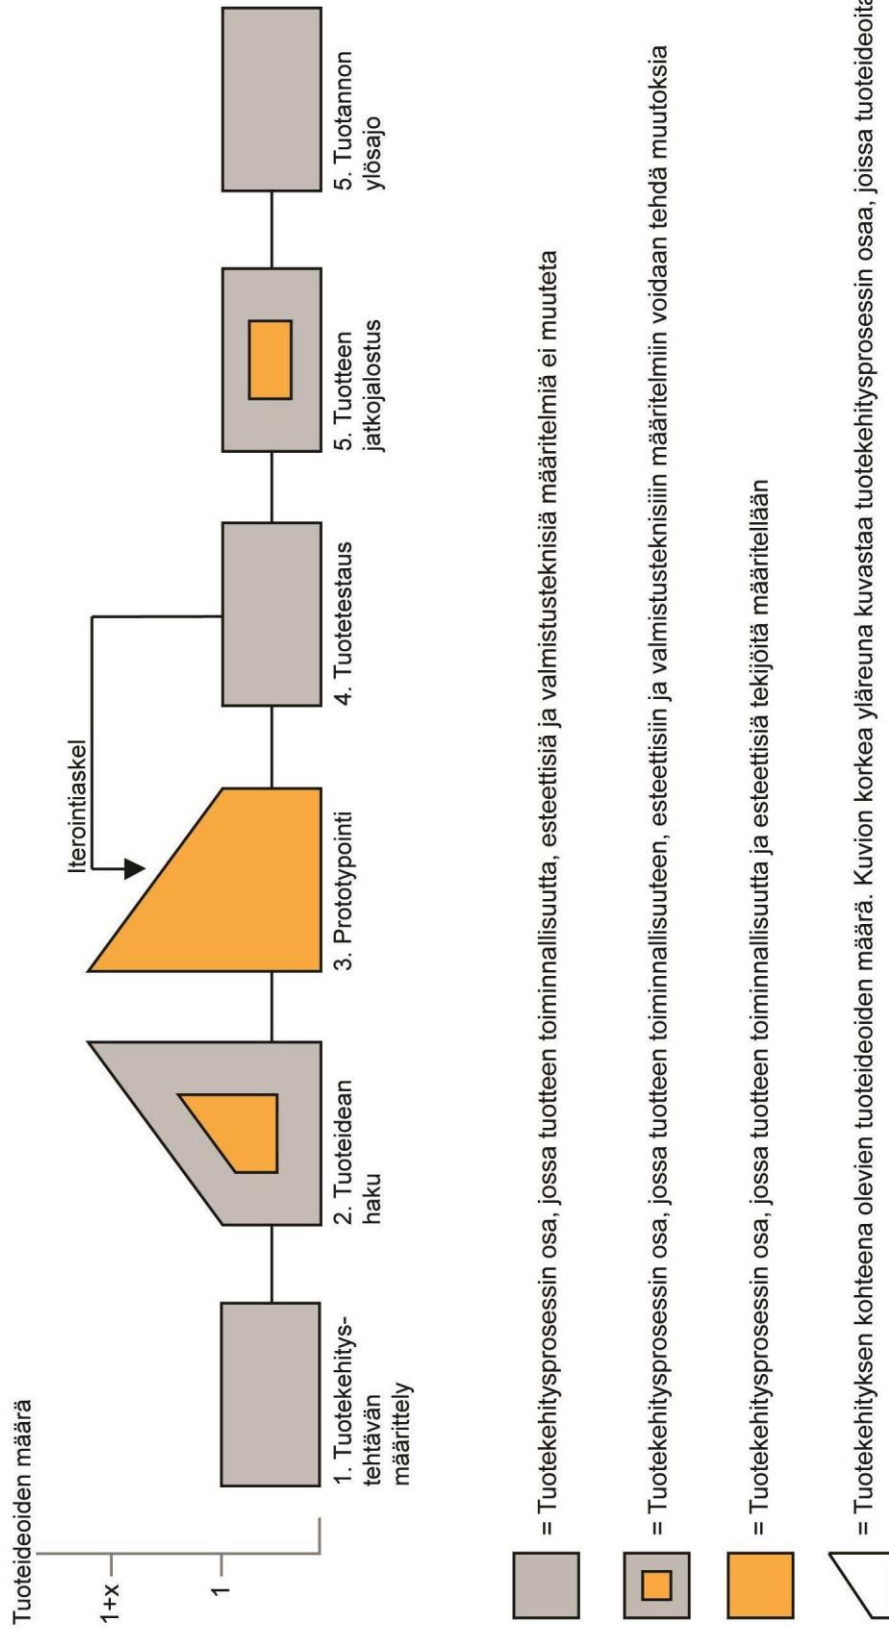 Tuoteideoiden määrä
1+x
1
Iterointiaskel
1. Tuotekehitys-
tehtävän
määrittely
2. Tuoteidean
haku
3. Prototypointi
4. Tuotetestaus
5. Tuotteen
jatkojalostus
5. Tuotannon
ylösajo
= Tuotekehitysprosessin osa, jossa tuotteen toiminnallisuutta, esteettisiä ja valmistusteknisiä määritelmiä ei muuteta
= Tuotekehitysprosessin osa, jossa tuotteen toiminnallisuuteen, esteettisiin ja valmistusteknisiiin määritelmiin voidaan tehdä muutoksia
= Tuotekehitysprosessin osa, jossa tuotteen toiminnallisuutta ja esteettisiä tekijöitä määritellään
= Tuotekehityksen kohteena olevien tuoteideoiden määrä. Kuvion korkea yläreuna kuvastaa tuotekehitysprosessin osaa, joissa tuoteideoita